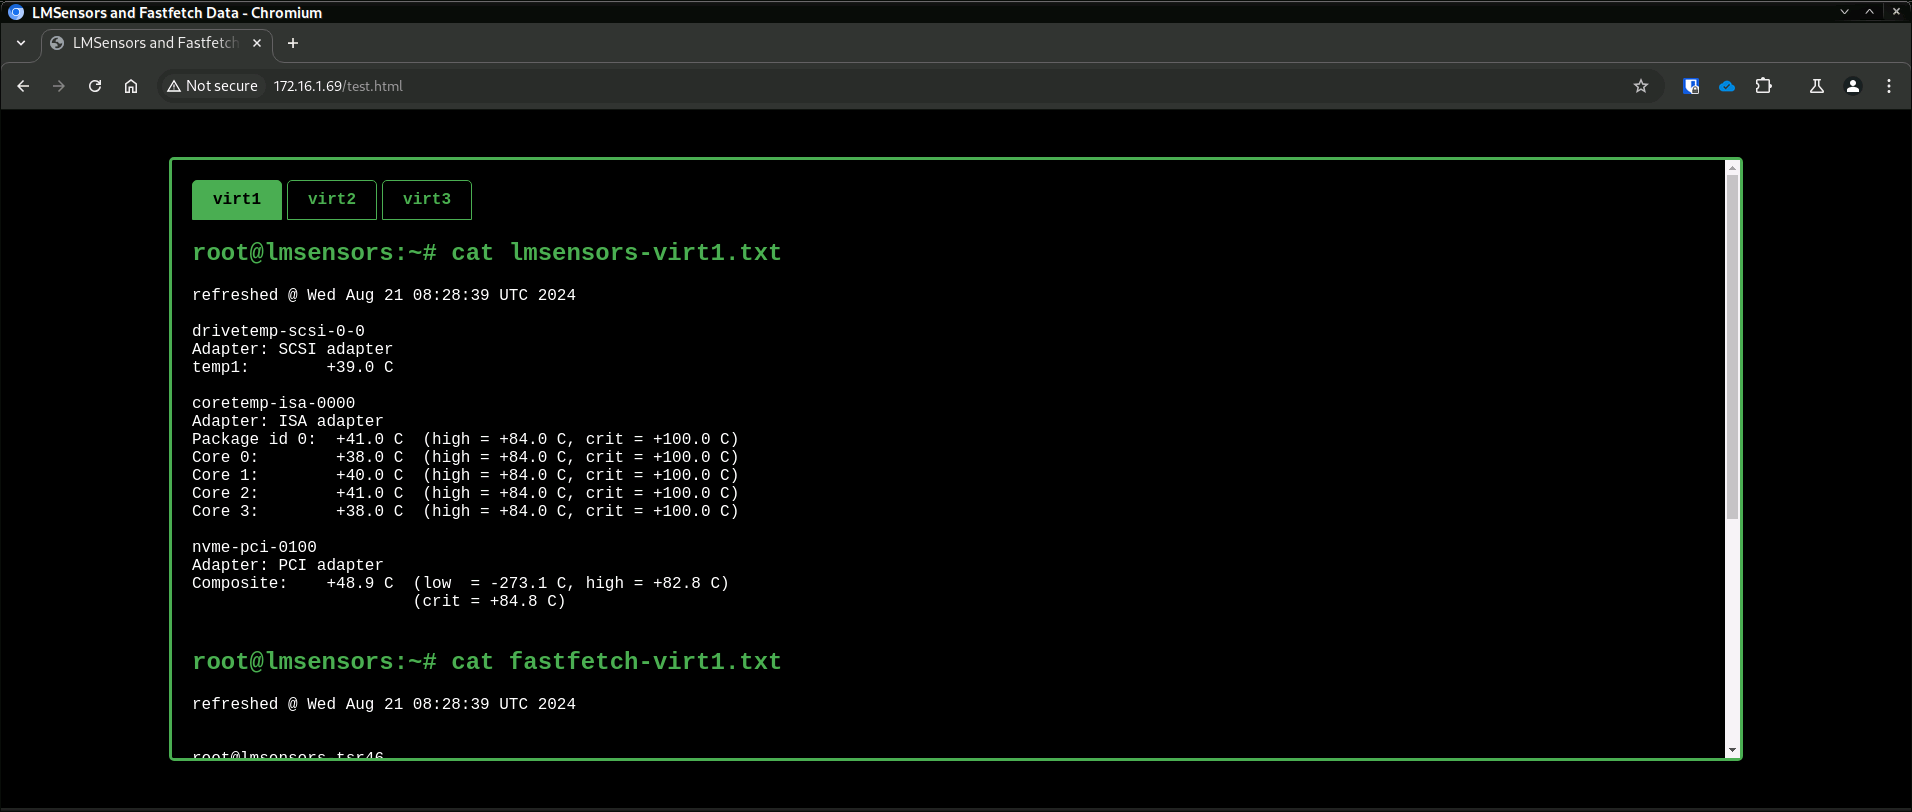 LMSensors and Fastfetch Data - Chromium
LMSensors and Fastfetch
Not secure 172.16.1.69/test.html
virt1 virt2 virt3
root@lmsensors:~# cat lmsensors-virt1.txt
refreshed @ Wed Aug 21 08:28:39 UTC 2024
drivetemp-scsi-0-0
Adapter: SCSI adapter
temp1:        +39.0 C
coretemp-isa-0000
Adapter: ISA adapter
Package id 0:  +41.0 C  (high = +84.0 C, crit = +100.0 C)
Core 0:        +38.0 C  (high = +84.0 C, crit = +100.0 C)
Core 1:        +40.0 C  (high = +84.0 C, crit = +100.0 C)
Core 2:        +41.0 C  (high = +84.0 C, crit = +100.0 C)
Core 3:        +38.0 C  (high = +84.0 C, crit = +100.0 C)
nvme-pci-0100
Adapter: PCI adapter
Composite:    +48.9 C  (low  = -273.1 C, high = +82.8 C)
(crit = +84.8 C)
root@lmsensors:~# cat fastfetch-virt1.txt
refreshed @ Wed Aug 21 08:28:39 UTC 2024